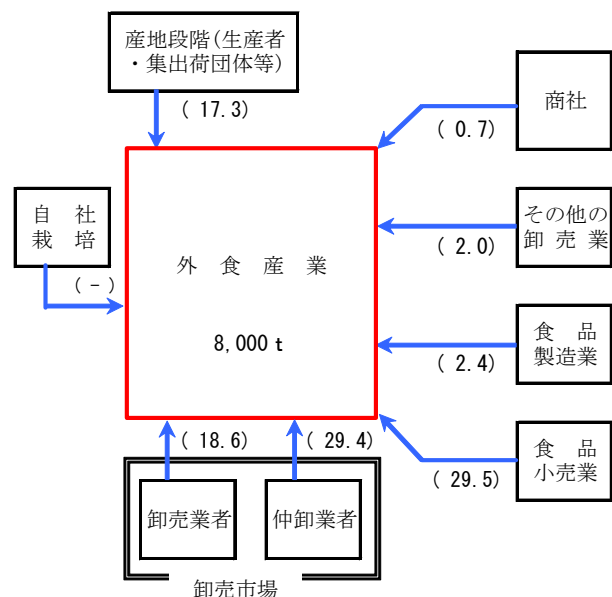 産地段階(生産者
・集出荷団体等)
( 17.3)
商社
( 0.7)
自 社
栽 培
( - )
その他の
卸 売 業
( 2.0)
外 食 産 業
8,000 t
食 品
製造業
( 2.4)
食 品
小売業
( 29.5)
( 18.6)
( 29.4)
卸売業者
仲卸業者
卸売市場